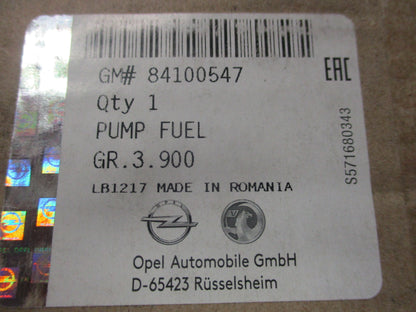 GM# 84100547
EAC
Qty 1
PUMP FUEL
GR.3.900
LB1217 MADE IN ROMANIA
S571680343
OPEL
Opel Automobile GmbH
D-65423 Rüsselsheim